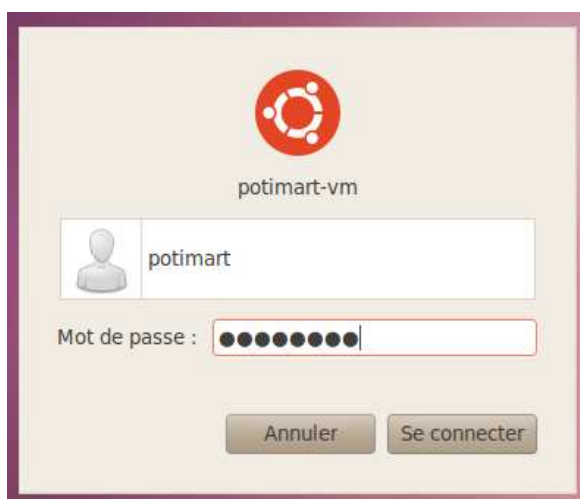 potimart-vm
potimart
Mot de passe : ●●●●●●●●
Annuler Se connecter